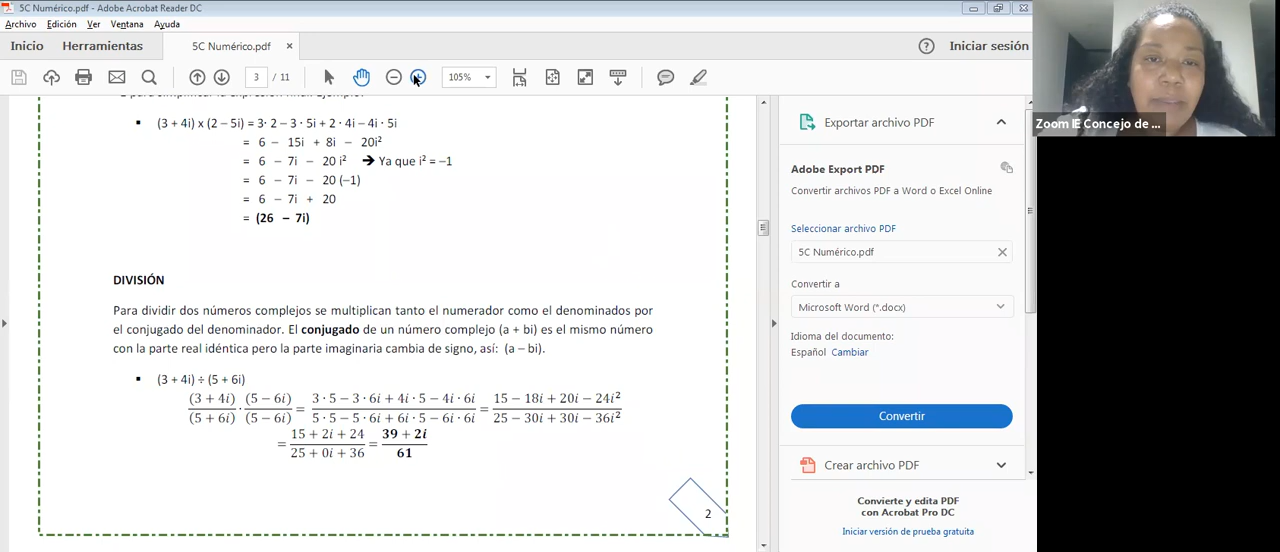 5C Numérico.pdf - Adobe Acrobat Reader DC
Archivo Edición Ver Ventana Ayuda
Inicio Herramientas 5C Numérico.pdf × Iniciar sesión
3 / 11 105%
(3 + 4i) x (2 – 5i) = 3· 2 – 3 · 5i + 2 · 4i – 4i · 5i
= 6 – 15i + 8i – 20i²
= 6 – 7i – 20 i² ➔ Ya que i² = –1
= 6 – 7i – 20 (–1)
= 6 – 7i + 20
= (26 – 7i)
DIVISIÓN
Para dividir dos números complejos se multiplican tanto el numerador como el denominados por
el conjugado del denominador. El conjugado de un número complejo (a + bi) es el mismo número
con la parte real idéntica pero la parte imaginaria cambia de signo, así: (a – bi).
(3 + 4i) ÷ (5 + 6i)
(3 + 4i) (5 − 6i) 3 · 5 − 3 · 6i + 4i · 5 − 4i · 6i 15 − 18i + 20i − 24i²
(5 + 6i) · (5 − 6i) = 5 · 5 − 5 · 6i + 6i · 5 − 6i · 6i = 25 − 30i + 30i − 36i²
= 15 + 2i + 24 = 39 + 2i
25 + 0i + 36 61
2
Exportar archivo PDF
Adobe Export PDF
Convertir archivos PDF a Word o Excel Online
Seleccionar archivo PDF
5C Numérico.pdf
Convertir a
Microsoft Word (*.docx)
Idioma del documento:
Español Cambiar
Convertir
Crear archivo PDF
Convierte y edita PDF
con Acrobat Pro DC
Iniciar versión de prueba gratuita
Zoom IE Concejo de ...